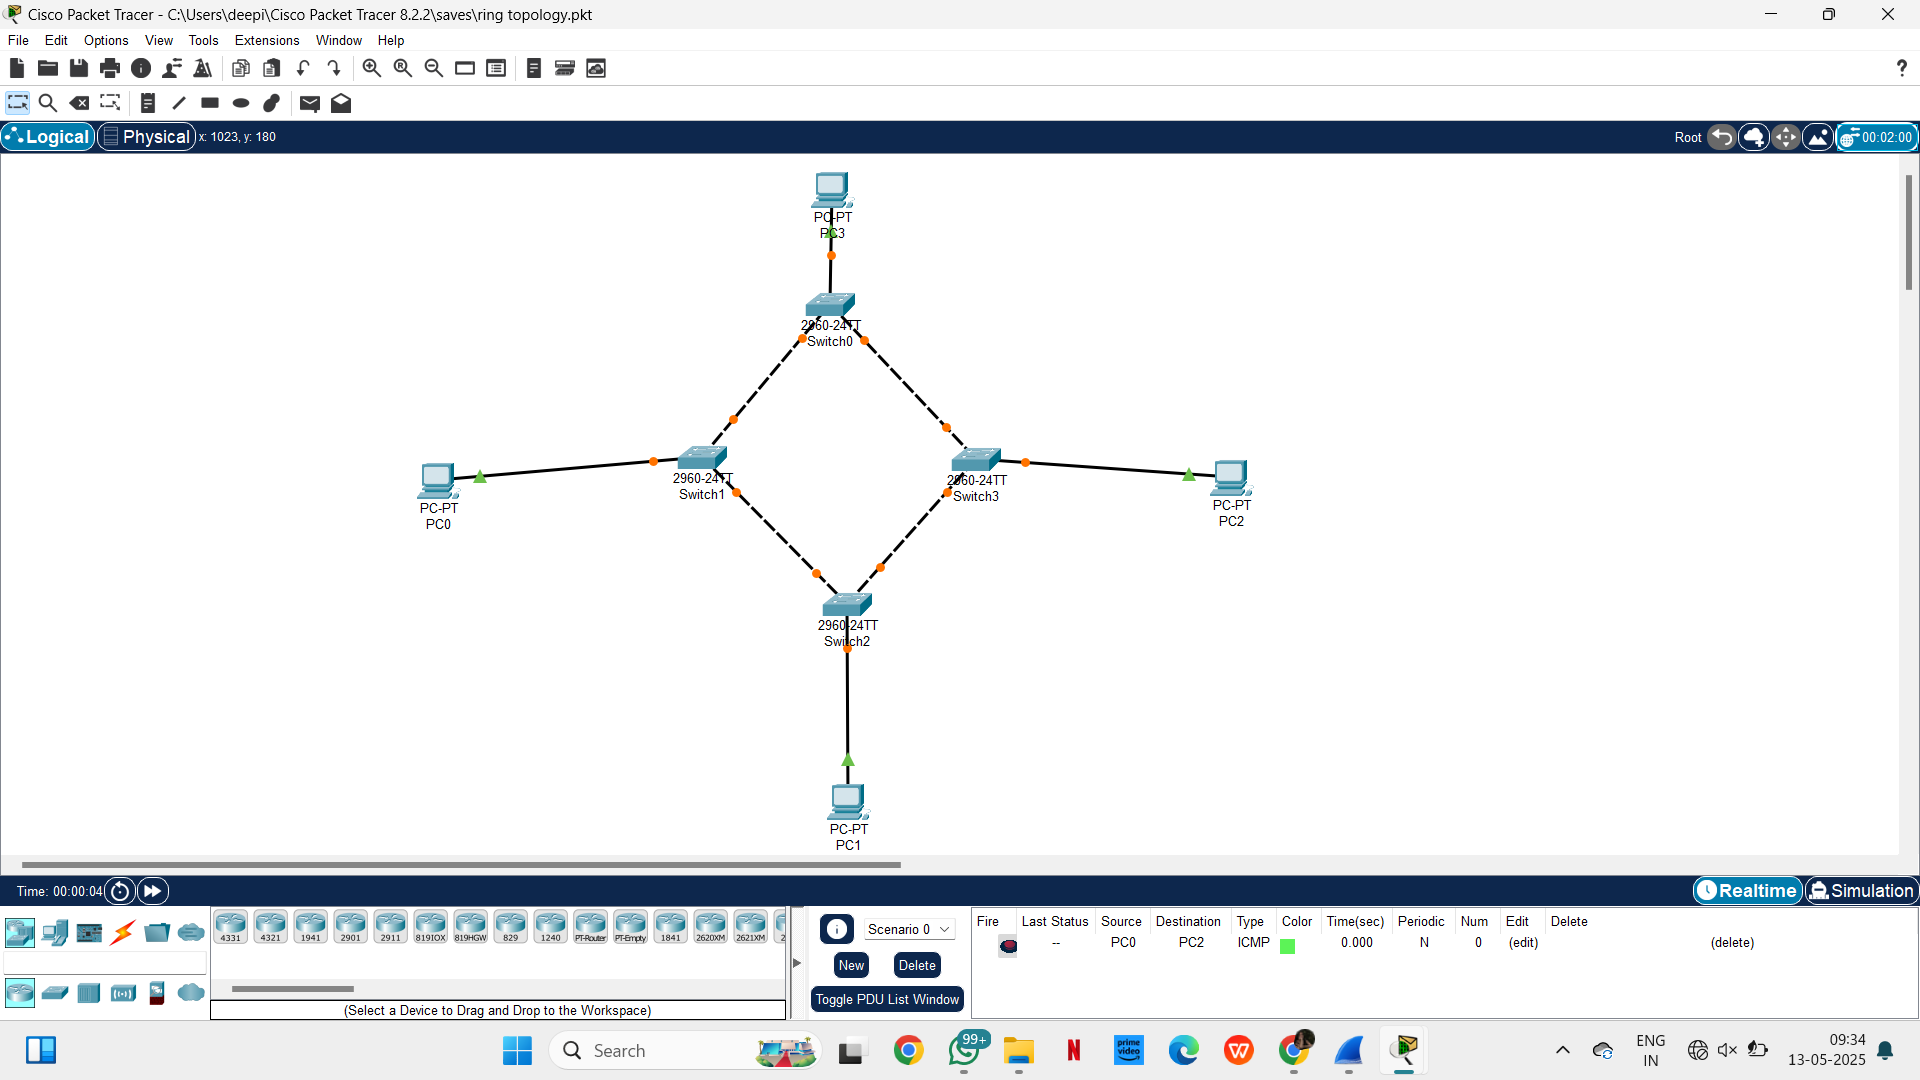 Cisco Packet Tracer - C:\Users\deepi\Cisco Packet Tracer 8.2.2\saves\ring topology.pkt
File Edit Options View Tools Extensions Window Help
?
Logical Physical x: 1023, y: 180 Root 00:02:00
PC-PT
PC3
2960-24TT
Switch0
2960-24TT
Switch1
2960-24TT
Switch3
PC-PT
PC0
PC-PT
PC2
2960-24TT
Switch2
PC-PT
PC1
Time: 00:00:04 Realtime Simulation
4331 4321 1941 2901 2911 819IOX 819HGW 829 1240 PT-Router PT-Empty 1841 2620XM 2621XM
(Select a Device to Drag and Drop to the Workspace)
Scenario 0
New Delete
Toggle PDU List Window
Fire Last Status Source Destination Type Color Time(sec) Periodic Num Edit Delete
-- PC0 PC2 ICMP 0.000 N 0 (edit) (delete)
Search
99+
N
prime video
W
ENG
IN
09:34
13-05-2025